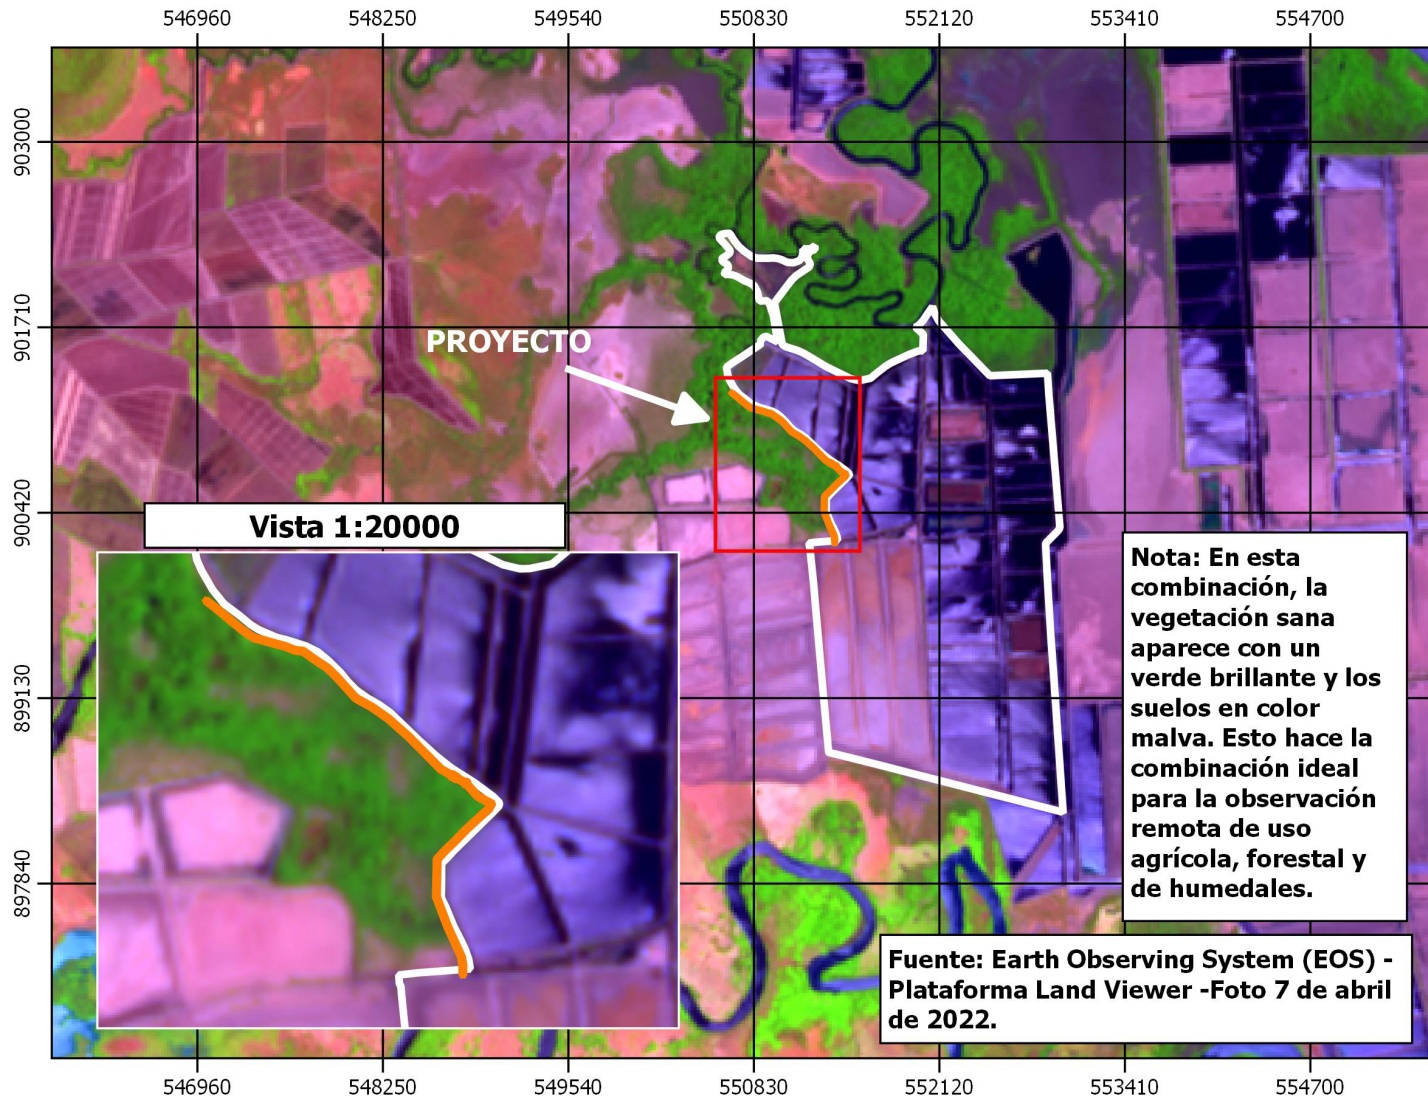 546960 548250 549540 550830 552120 553410 554700
903000
901710
PROYECTO
900420
Vista 1:20000
Nota: En esta
combinación, la
vegetación sana
aparece con un
verde brillante y los
suelos en color
malva. Esto hace la
combinación ideal
para la observación
remota de uso
agrícola, forestal y
de humedales.
899130
897840
Fuente: Earth Observing System (EOS) -
Plataforma Land Viewer -Foto 7 de abril
de 2022.
546960 548250 549540 550830 552120 553410 554700